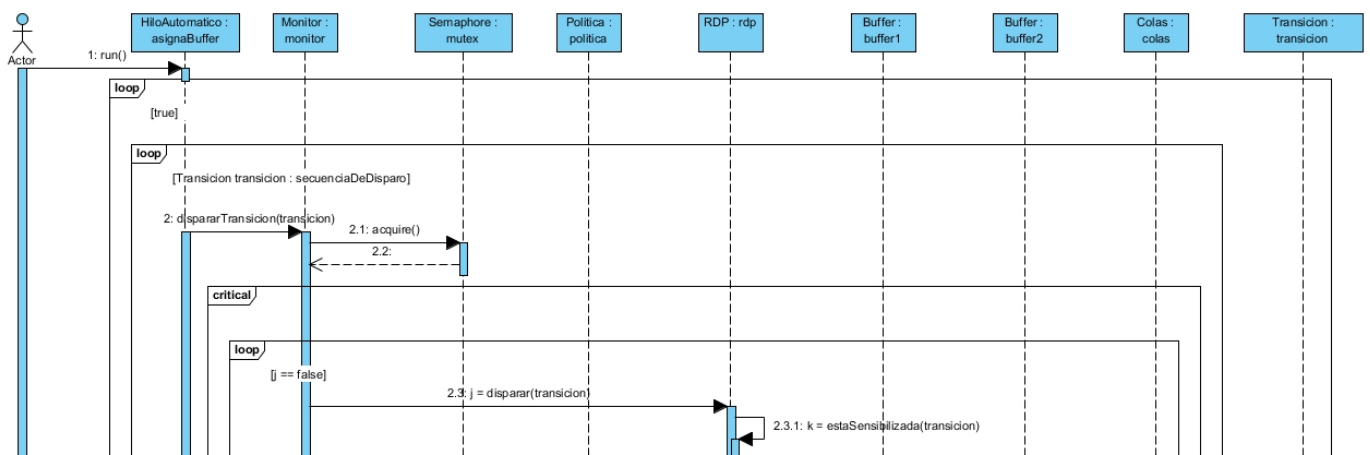 HiloAutomatico :
asignaBuffer
Monitor :
monitor
Semaphore :
mutex
Politica :
politica
RDP : rdp
Buffer :
buffer1
Buffer :
buffer2
Colas :
colas
Transicion :
transicion
Actor
1: run()
loop
[true]
loop
[Transicion transicion : secuenciaDeDisparo]
2: dispararTransicion(transicion)
2.1: acquire()
2.2:
critical
loop
[j == false]
2.3: j = disparar(transicion)
2.3.1: k = estaSensibilizada(transicion)